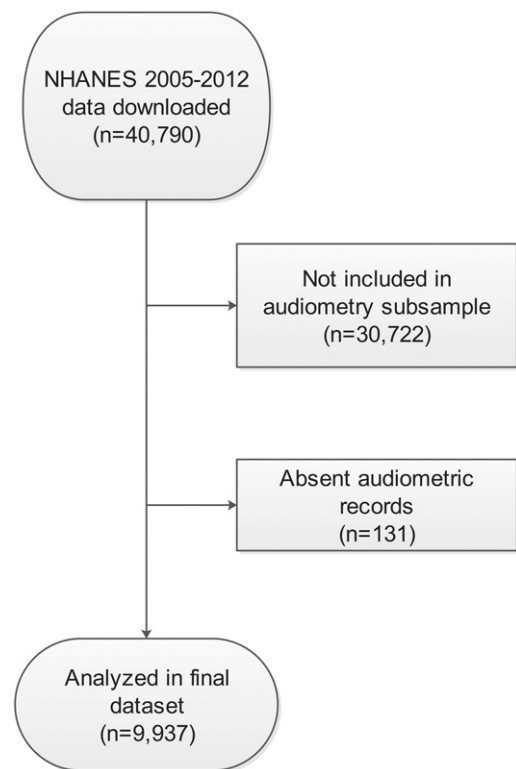 NHANES 2005-2012
data downloaded
(n=40,790)
Not included in
audiometry subsample
(n=30,722)
Absent audiometric
records
(n=131)
Analyzed in final
dataset
(n=9,937)